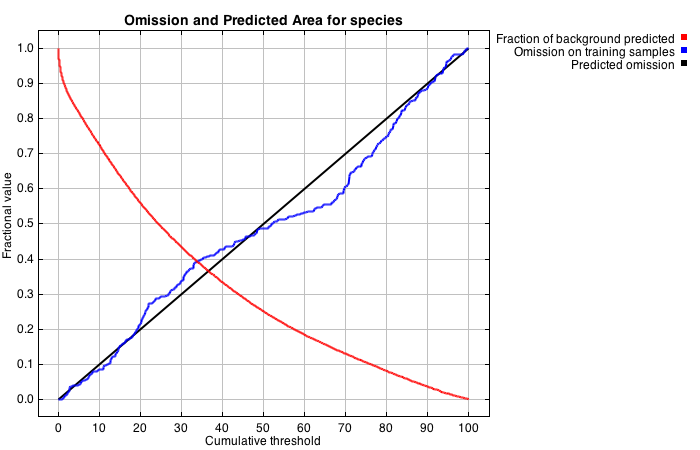 Omission and Predicted Area for species
Fraction of background predicted
Omission on training samples
Predicted omission
Fractional value
1.0
0.9
0.8
0.7
0.6
0.5
0.4
0.3
0.2
0.1
0.0
0 10 20 30 40 50 60 70 80 90 100
Cumulative threshold